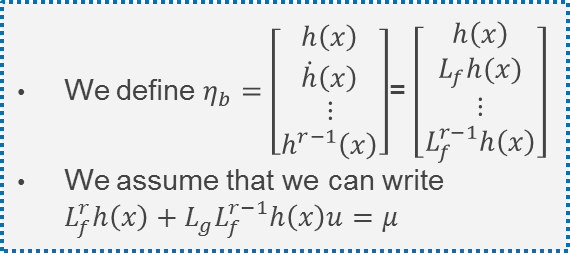 • We define η_b = [h(x) ḣ(x) ⋮ h^{r−1}(x)] = [h(x) L_f h(x) ⋮ L_f^{r−1} h(x)]
• We assume that we can write
L_f^r h(x) + L_g L_f^{r−1} h(x)u = μ